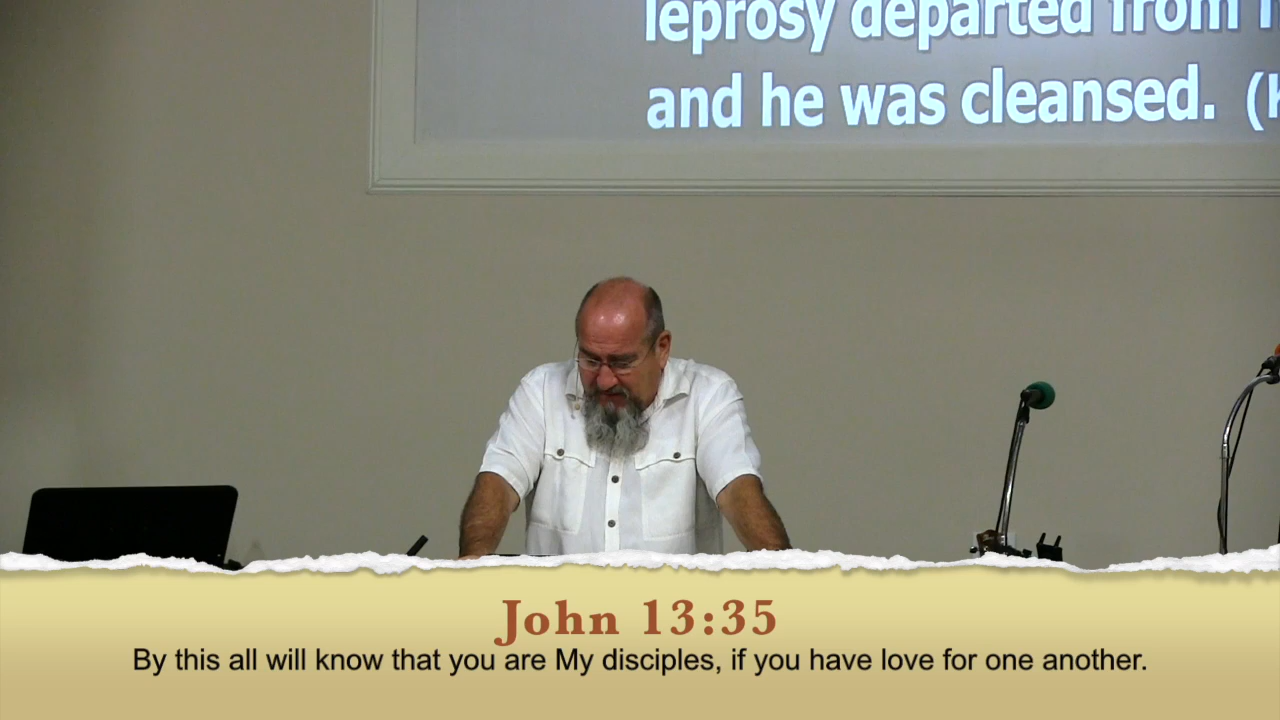 leprosy departed from
and he was cleansed. (
John 13:35
By this all will know that you are My disciples, if you have love for one another.